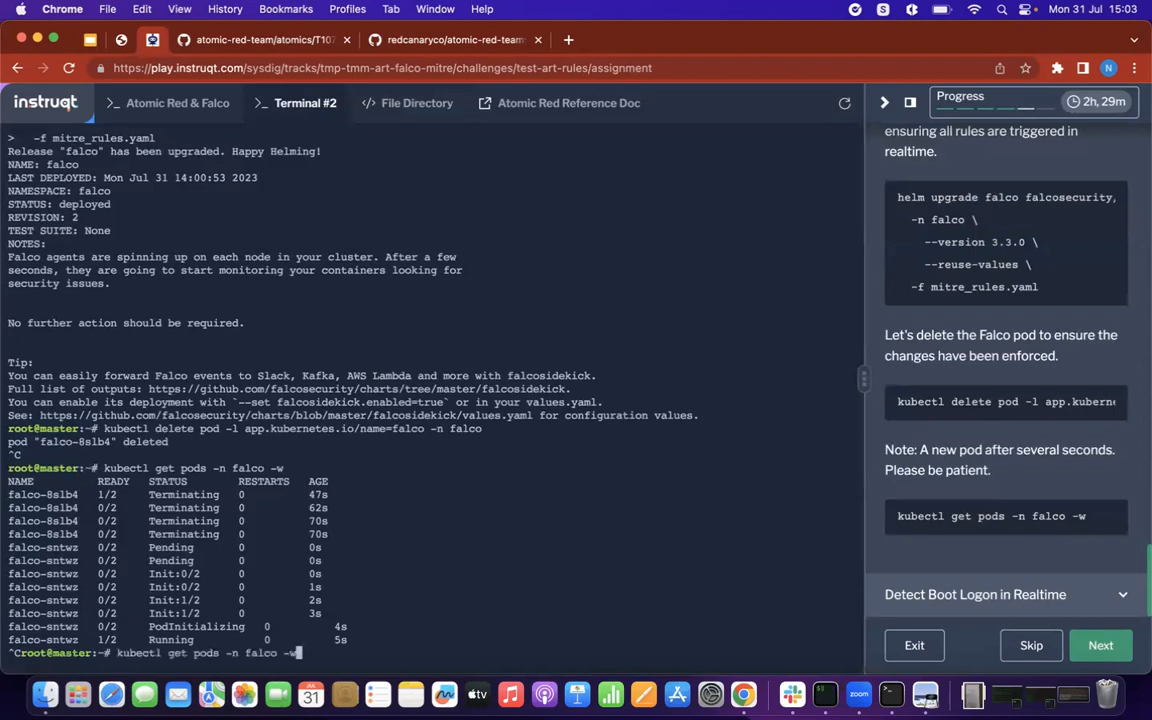 Chrome File Edit View History Bookmarks Profiles Tab Window Help Mon 31 Jul 15:03
atomic-red-team/atomics/T107 redcanaryco/atomic-red-team
https://play.instruqt.com/sysdig/tracks/tmp-tmm-art-falco-mitre/challenges/test-art-rules/assignment N
instruqt >_ Atomic Red & Falco >_ Terminal #2 </> File Directory Atomic Red Reference Doc Progress 2h, 29m
> -f mitre_rules.yaml
Release "falco" has been upgraded. Happy Helming!
NAME: falco
LAST DEPLOYED: Mon Jul 31 14:00:53 2023
NAMESPACE: falco
STATUS: deployed
REVISION: 2
TEST SUITE: None
NOTES:
Falco agents are spinning up on each node in your cluster. After a few
seconds, they are going to start monitoring your containers looking for
security issues.
No further action should be required.
Tip:
You can easily forward Falco events to Slack, Kafka, AWS Lambda and more with falcosidekick.
Full list of outputs: https://github.com/falcosecurity/charts/tree/master/falcosidekick.
You can enable its deployment with `--set falcosidekick.enabled=true` or in your values.yaml.
See: https://github.com/falcosecurity/charts/blob/master/falcosidekick/values.yaml for configuration values.
root@master:~# kubectl delete pod -l app.kubernetes.io/name=falco -n falco
pod "falco-8slb4" deleted
^C
root@master:~# kubectl get pods -n falco -w
NAME READY STATUS RESTARTS AGE
falco-8slb4 1/2 Terminating 0 47s
falco-8slb4 0/2 Terminating 0 62s
falco-8slb4 0/2 Terminating 0 70s
falco-8slb4 0/2 Terminating 0 70s
falco-sntwz 0/2 Pending 0 0s
falco-sntwz 0/2 Pending 0 0s
falco-sntwz 0/2 Init:0/2 0 0s
falco-sntwz 0/2 Init:0/2 0 1s
falco-sntwz 0/2 Init:1/2 0 2s
falco-sntwz 0/2 Init:1/2 0 3s
falco-sntwz 0/2 PodInitializing 0 4s
falco-sntwz 1/2 Running 0 5s
^Croot@master:~# kubectl get pods -n falco -w
ensuring all rules are triggered in
realtime.
helm upgrade falco falcosecurity,
-n falco \
--version 3.3.0 \
--reuse-values \
-f mitre_rules.yaml
Let's delete the Falco pod to ensure the
changes have been enforced.
kubectl delete pod -l app.kuberne
Note: A new pod after several seconds.
Please be patient.
kubectl get pods -n falco -w
Detect Boot Logon in Realtime
Exit Skip Next